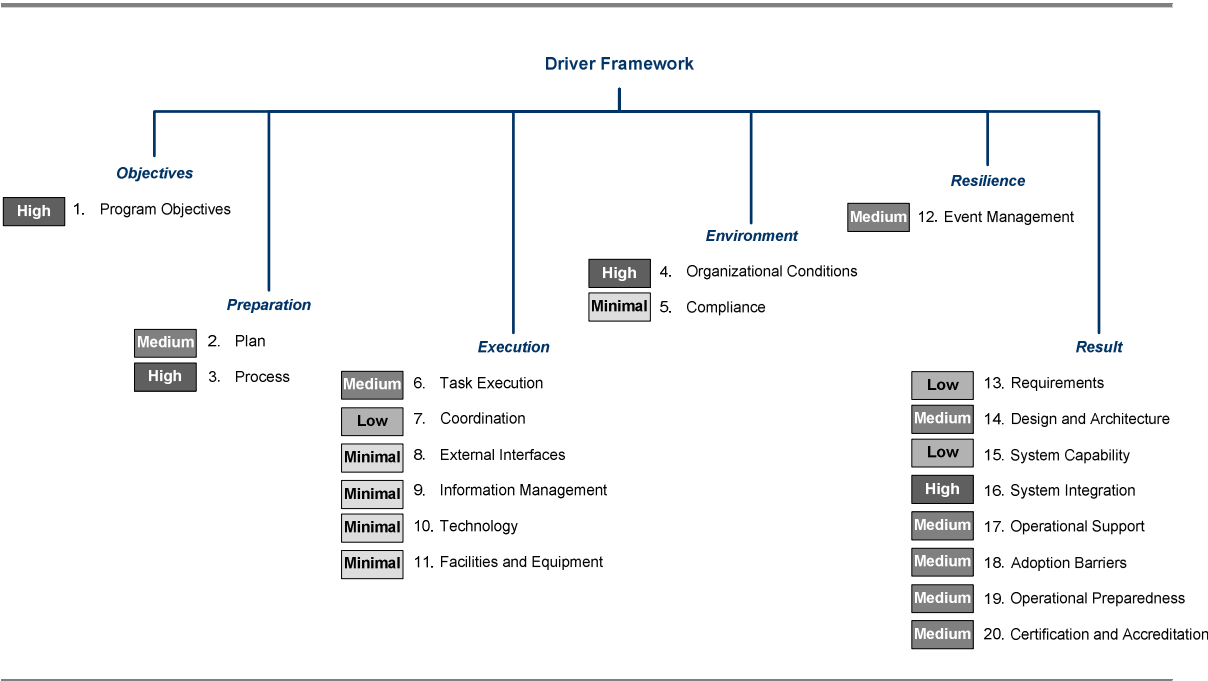 Driver Framework
Objectives
High 1. Program Objectives
Preparation
Medium 2. Plan
High 3. Process
Execution
Medium 6. Task Execution
Low 7. Coordination
Minimal 8. External Interfaces
Minimal 9. Information Management
Minimal 10. Technology
Minimal 11. Facilities and Equipment
Environment
High 4. Organizational Conditions
Minimal 5. Compliance
Resilience
Medium 12. Event Management
Result
Low 13. Requirements
Medium 14. Design and Architecture
Low 15. System Capability
High 16. System Integration
Medium 17. Operational Support
Medium 18. Adoption Barriers
Medium 19. Operational Preparedness
Medium 20. Certification and Accreditation